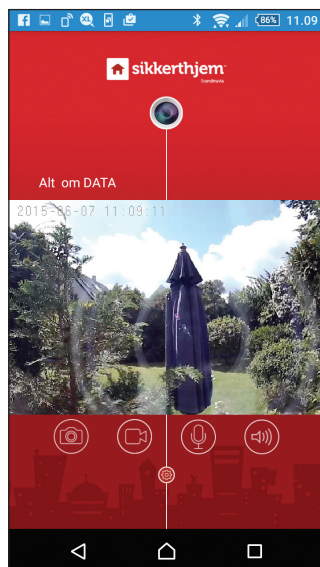 86% 11.09
sikkerthjem
Scandinavia
Alt om DATA
2015-06-07 11:09:11